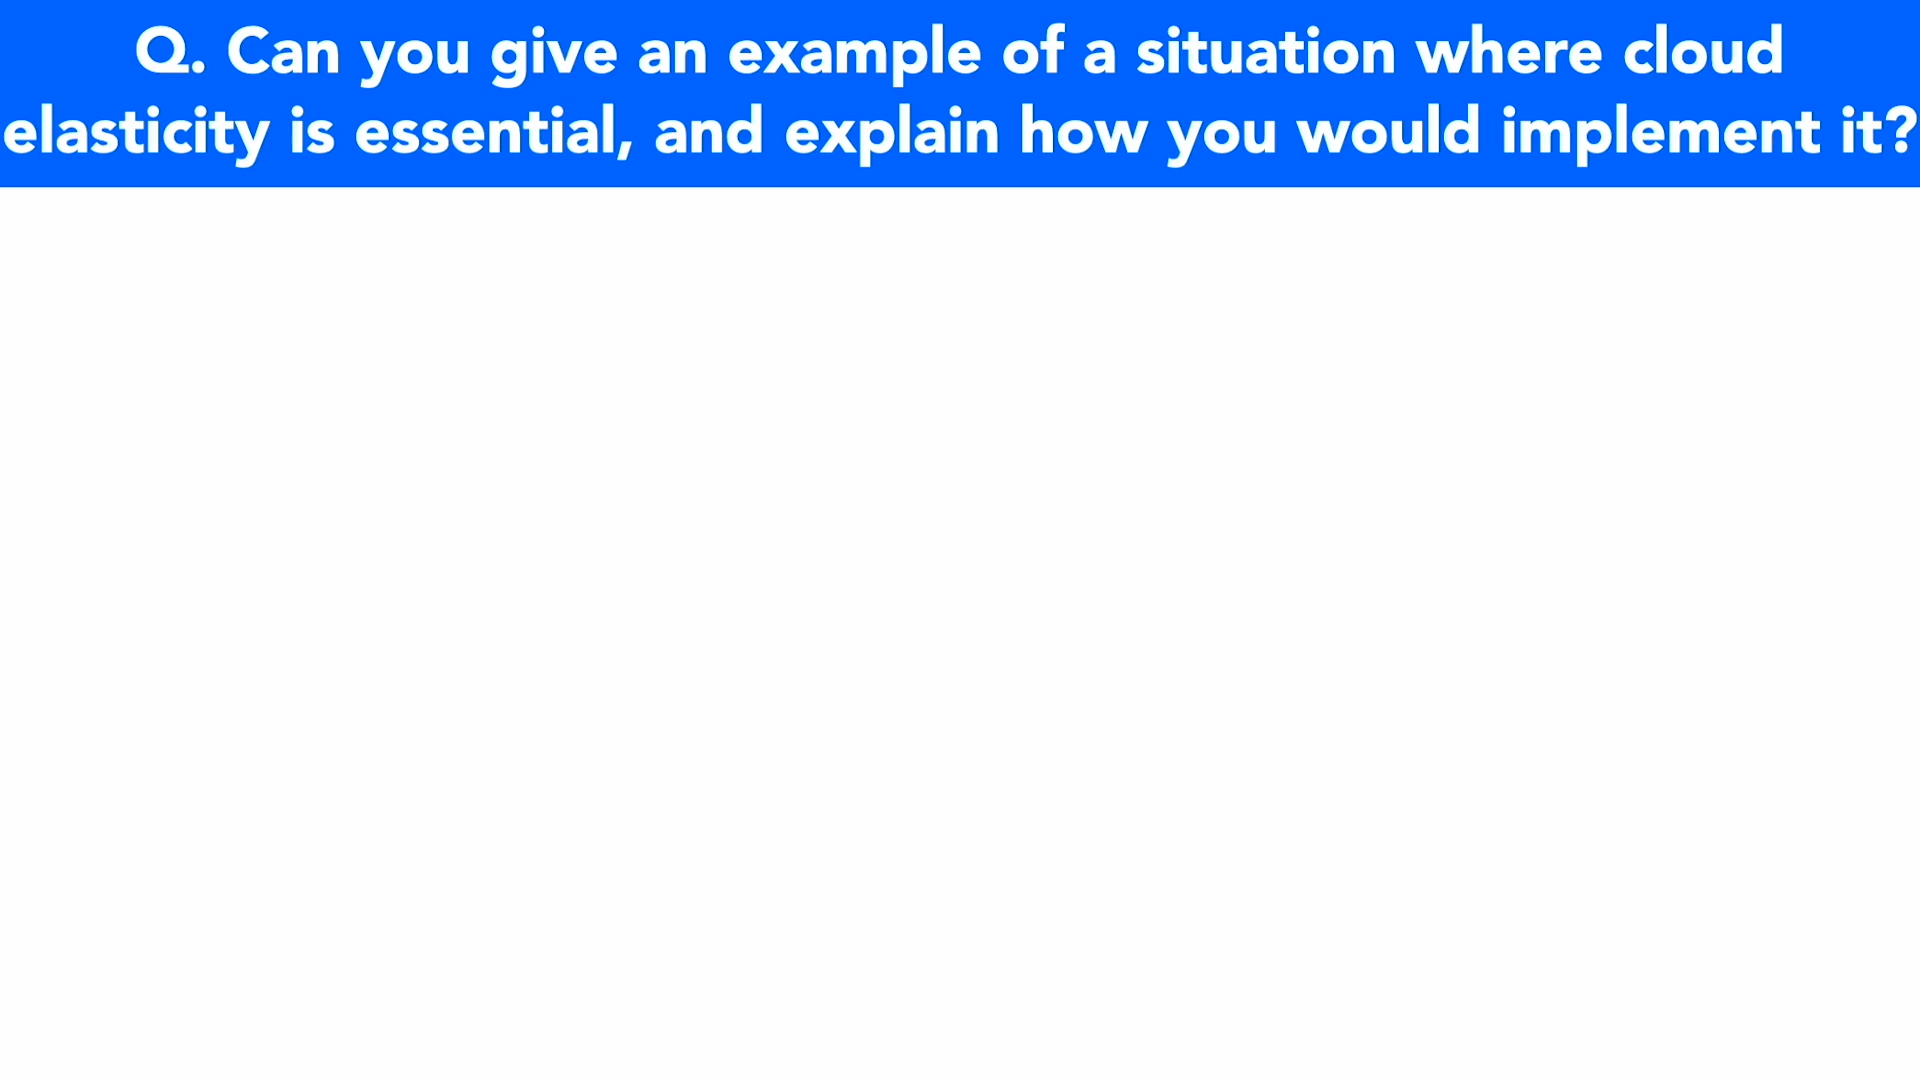 Q. Can you give an example of a situation where cloud
elasticity is essential, and explain how you would implement it?